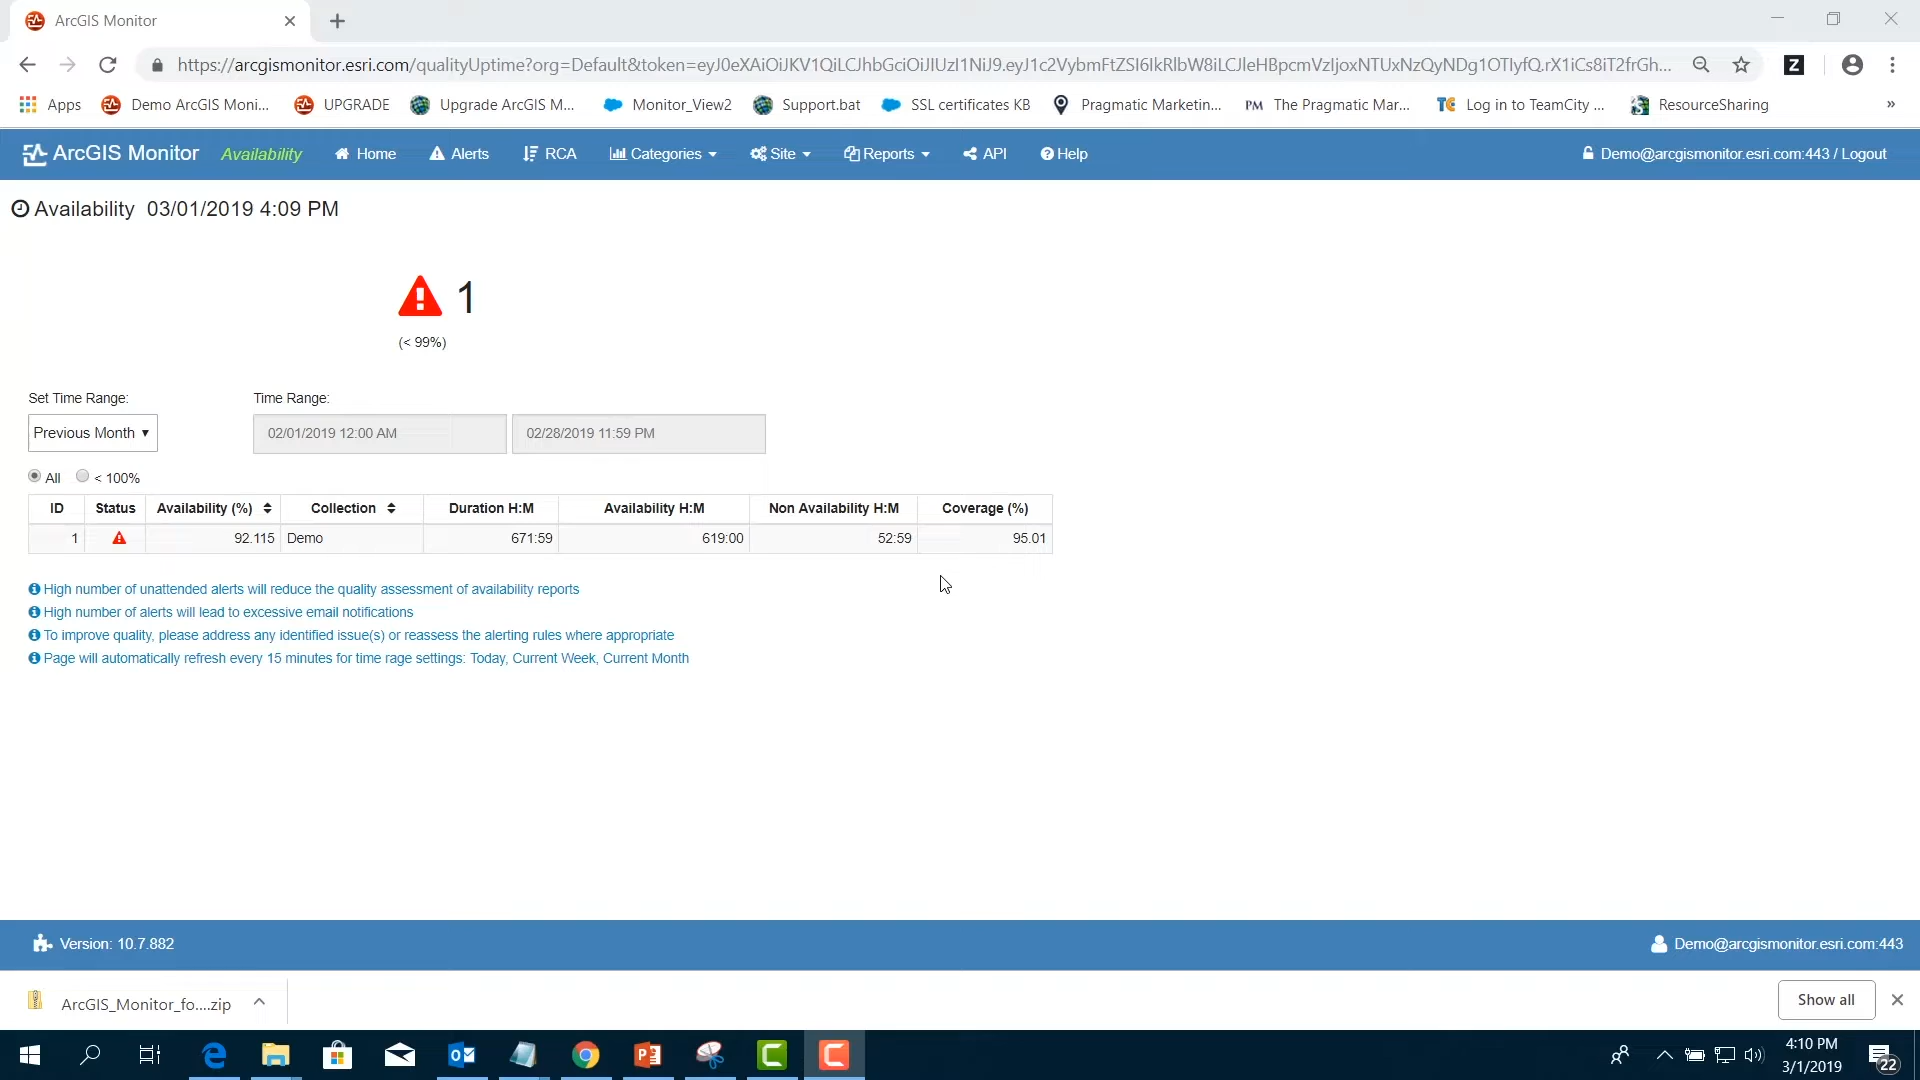 ArcGIS Monitor
https://arcgismonitor.esri.com/qualityUptime?org=Default&token=eyJ0eXAiOiJKV1QiLCJhbGciOiJIUzI1NiJ9.eyJ1c2VybmFtZSI6IkRlbW8iLCJleHBpcmVzIjoxNTUxNzQyNDg1OTIyfQ.rX1iCs8iT2frGh...
Apps Demo ArcGIS Moni... UPGRADE Upgrade ArcGIS M... Monitor_View2 Support.bat SSL certificates KB Pragmatic Marketin... PM The Pragmatic Mar... TC Log in to TeamCity ... ResourceSharing »
ArcGIS Monitor Availability Home Alerts RCA Categories Site Reports API Help Demo@arcgismonitor.esri.com:443 / Logout
Availability 03/01/2019 4:09 PM
1
(< 99%)
Set Time Range: Time Range:
Previous Month 02/01/2019 12:00 AM 02/28/2019 11:59 PM
All < 100%
ID Status Availability (%) Collection Duration H:M Availability H:M Non Availability H:M Coverage (%)
1 92.115 Demo 671:59 619:00 52:59 95.01
High number of unattended alerts will reduce the quality assessment of availability reports
High number of alerts will lead to excessive email notifications
To improve quality, please address any identified issue(s) or reassess the alerting rules where appropriate
Page will automatically refresh every 15 minutes for time rage settings: Today, Current Week, Current Month
Version: 10.7.882 Demo@arcgismonitor.esri.com:443
ArcGIS_Monitor_fo....zip Show all
4:10 PM
3/1/2019
22